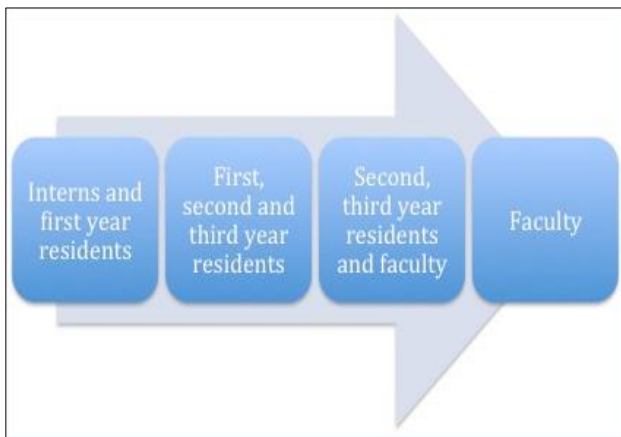 Interns and
first year
residents
First,
second and
third year
residents
Second,
third year
residents
and faculty
Faculty